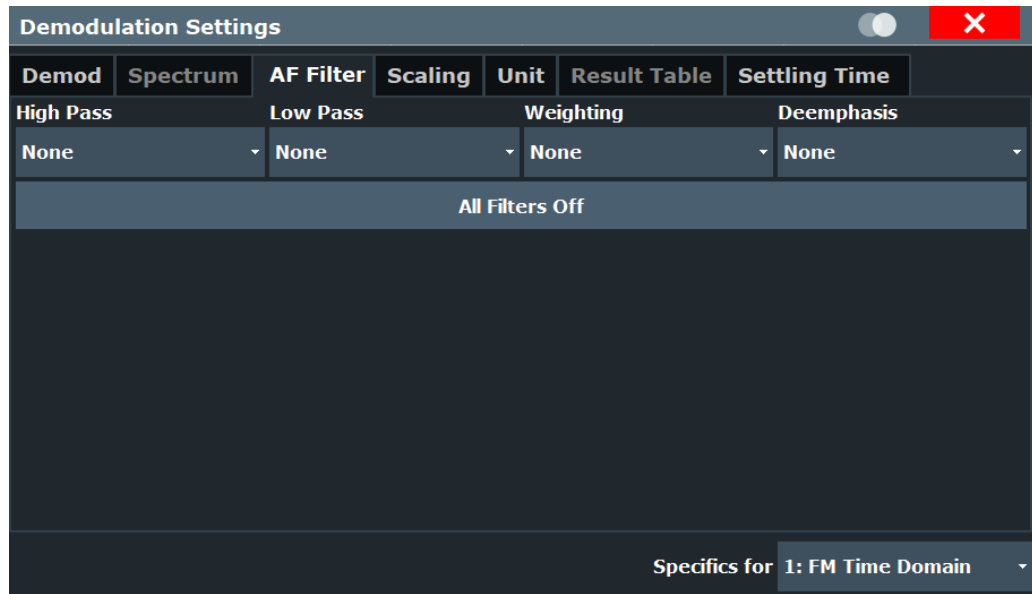 Demodulation Settings
Demod Spectrum AF Filter Scaling Unit Result Table Settling Time
High Pass Low Pass Weighting Deemphasis
None None None None
All Filters Off
Specifics for 1: FM Time Domain